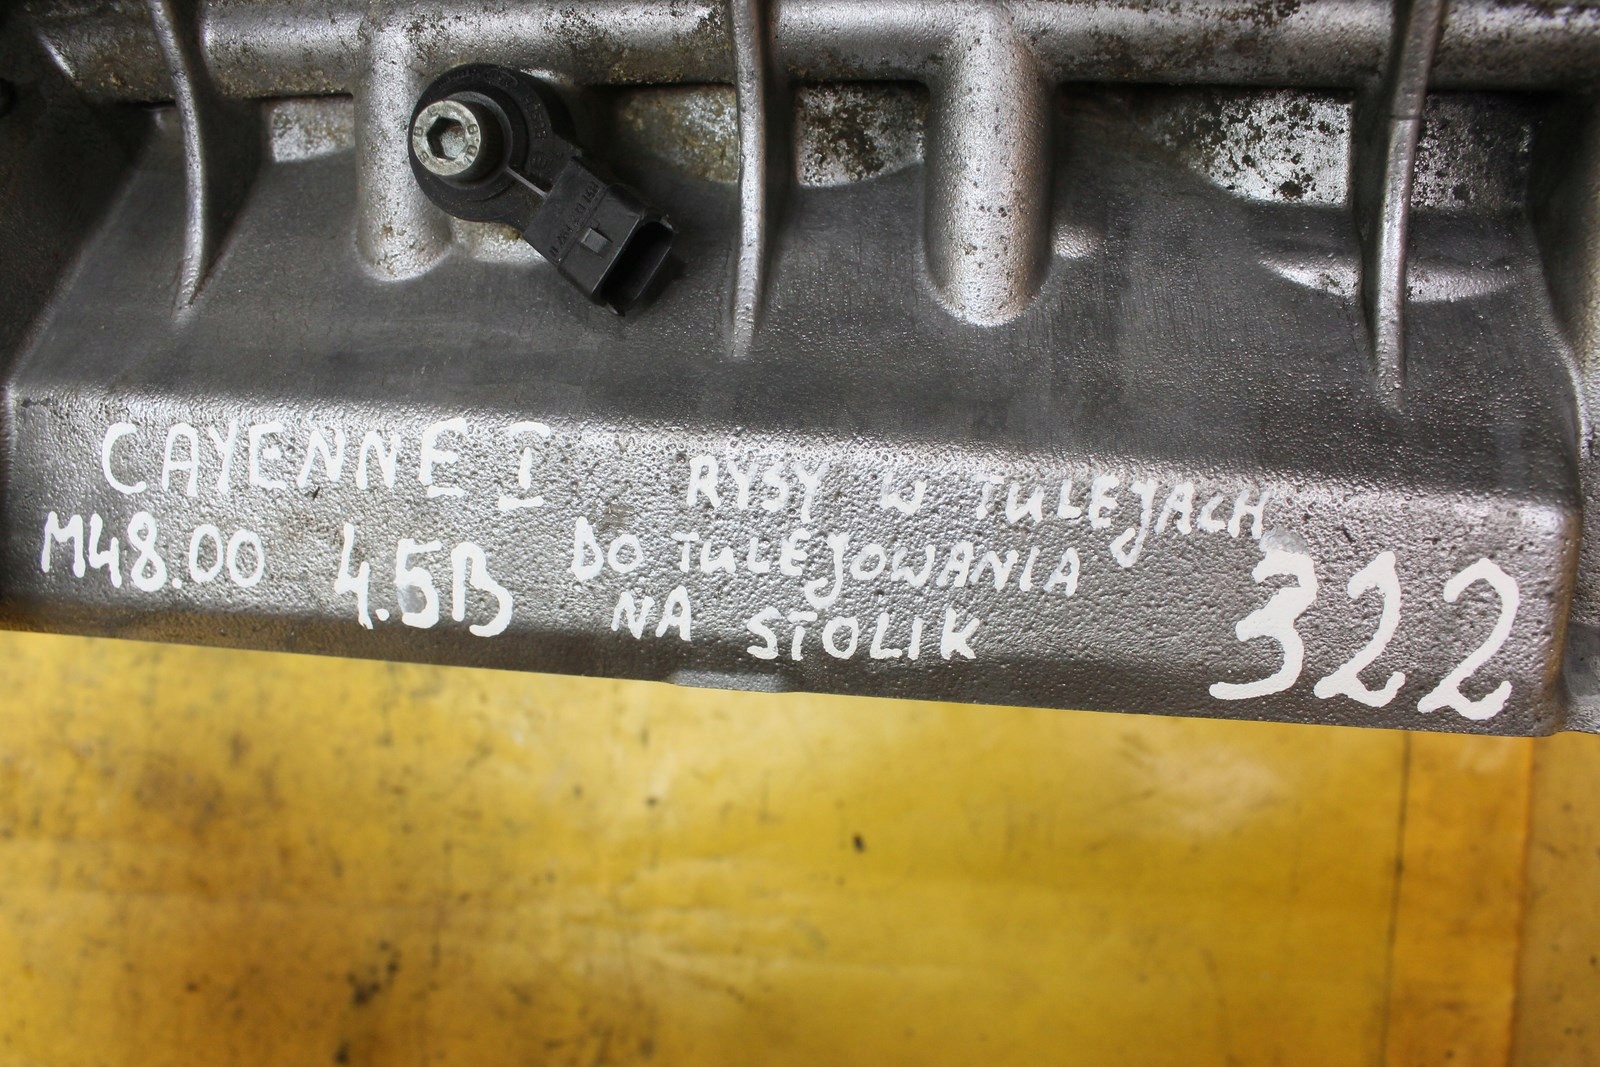 CAYENNE I
M48.00 4.5B
RYSY W TULEJACH
DO TULEJOWANIA
NA STOLIK
322